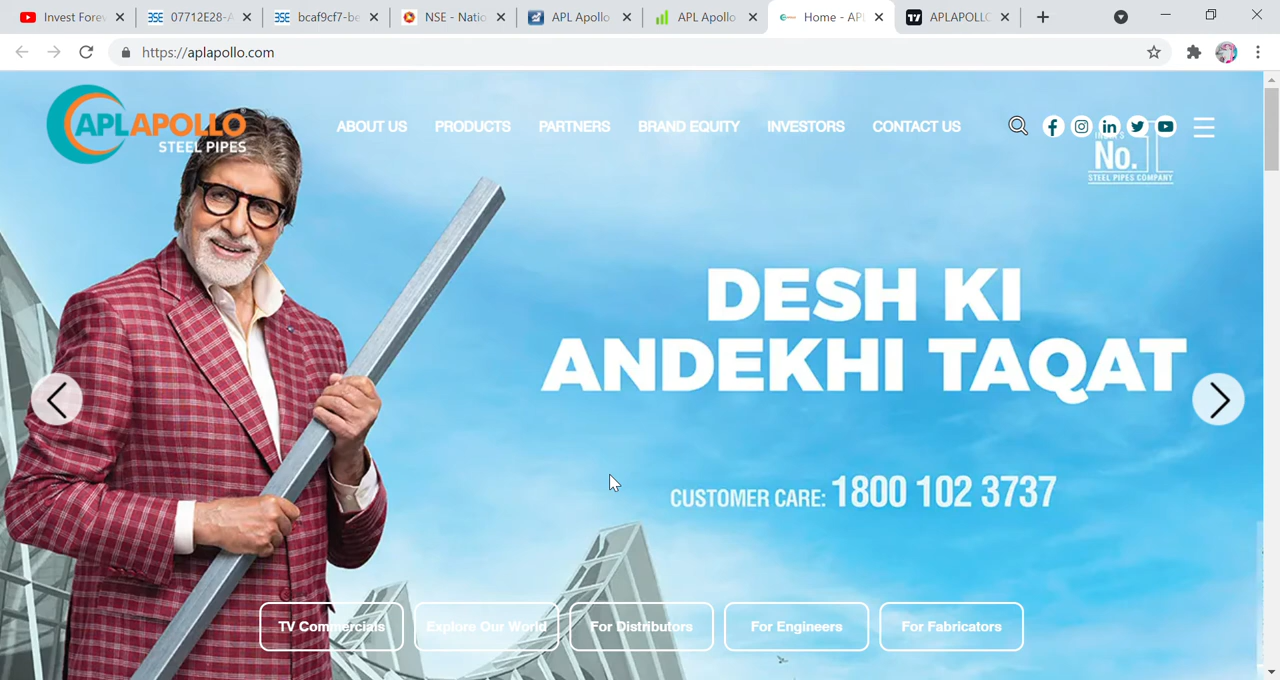 Invest Forev
07712E28-A
bcaf9cf7-be
NSE - Natio
APL Apollo
APL Apollo
Home - APL
APLAPOLLO
https://aplapollo.com
APLAPOLLO
STEEL PIPES
ABOUT US
PRODUCTS
PARTNERS
BRAND EQUITY
INVESTORS
CONTACT US
No.1
STEEL PIPES COMPANY
DESH KI
ANDEKHI TAQAT
CUSTOMER CARE: 1800 102 3737
TV Commercials
Explore Our World
For Distributors
For Engineers
For Fabricators